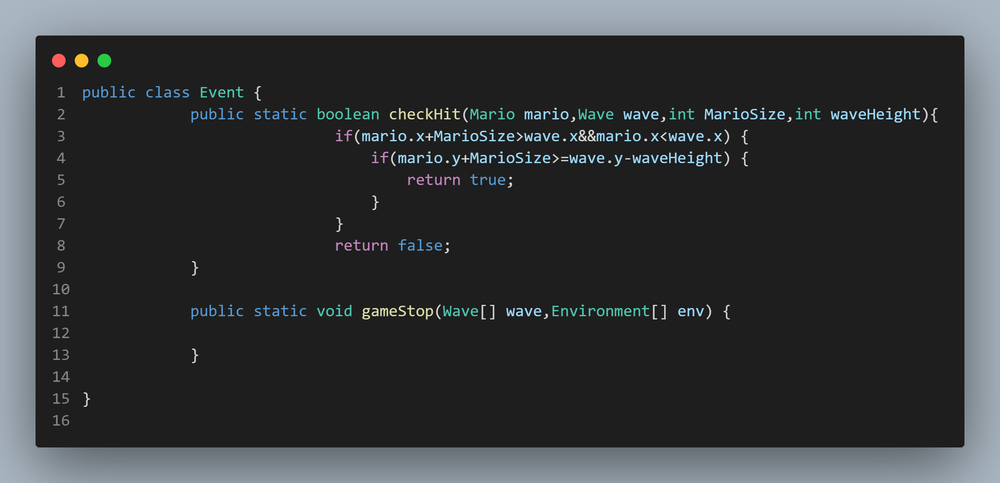 1 public class Event {
2             public static boolean checkHit(Mario mario,Wave wave,int MarioSize,int waveHeight){
3                             if(mario.x+MarioSize>wave.x&&mario.x<wave.x) {
4                                 if(mario.y+MarioSize>=wave.y-waveHeight) {
5                                     return true;
6                                 }
7                             }
8                             return false;
9             }
10
11             public static void gameStop(Wave[] wave,Environment[] env) {
12
13             }
14
15 }
16